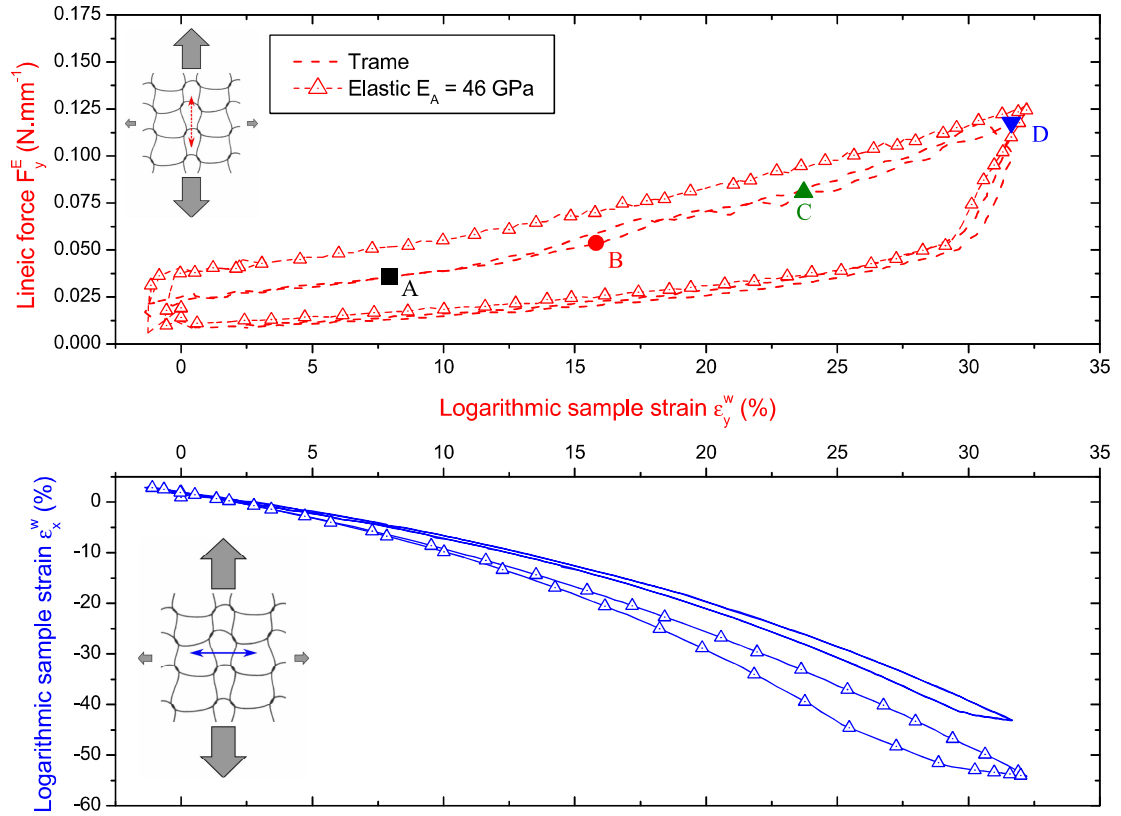 0.175
0.150
0.125
0.100
0.075
0.050
0.025
0.000
Lineic force F_y^E (N.mm^-1)
Trame
Elastic E_A = 46 GPa
A
B
C
D
0 5 10 15 20 25 30 35
Logarithmic sample strain ε_y^w (%)
0 5 10 15 20 25 30 35
Logarithmic sample strain ε_x^w (%)
0
-10
-20
-30
-40
-50
-60